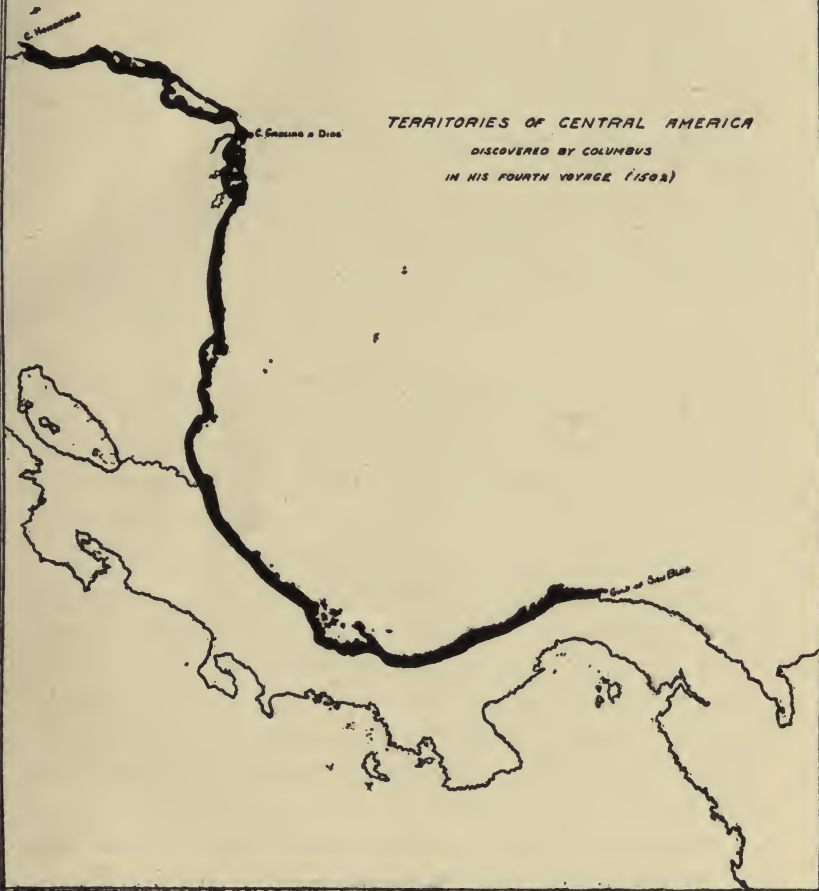 C. Honduras
C. Gracias a Dios
TERRITORIES OF CENTRAL AMERICA
DISCOVERED BY COLUMBUS
IN HIS FOURTH VOYAGE (1502)
Gulf of San Blas